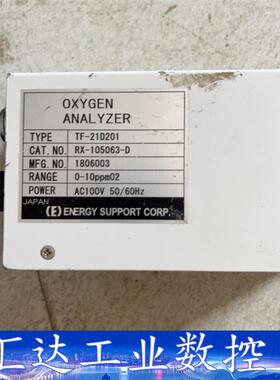 OXYGEN
ANALYZER
TYPE TF-21D201
CAT. NO. RX-105063-D
MFG. NO. 1806003
RANGE 0-10ppmO2
POWER AC100V 50/60Hz
JAPAN
(E) ENERGY SUPPORT CORP.
汇达工业数控